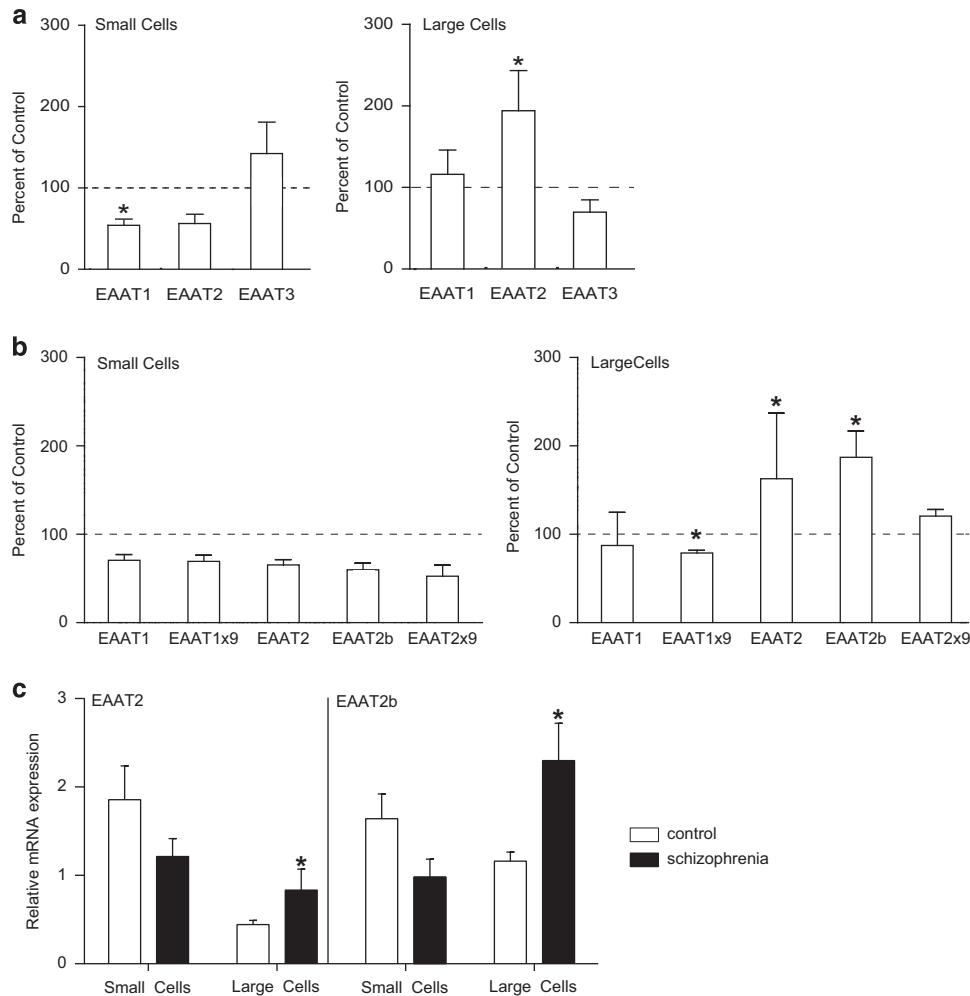 a
Small Cells
Large Cells
Percent of Control
300
200
100
0
EAAT1 EAAT2 EAAT3
*
Percent of Control
300
200
100
0
EAAT1 EAAT2 EAAT3
*
b
Small Cells
LargeCells
Percent of Control
300
200
100
0
EAAT1 EAAT1x9 EAAT2 EAAT2b EAAT2x9
Percent of Control
300
200
100
0
EAAT1 EAAT1x9 EAAT2 EAAT2b EAAT2x9
* * *
c
EAAT2
EAAT2b
Relative mRNA expression
3
2
1
0
* *
Small Cells Large Cells Small Cells Large Cells
control
schizophrenia